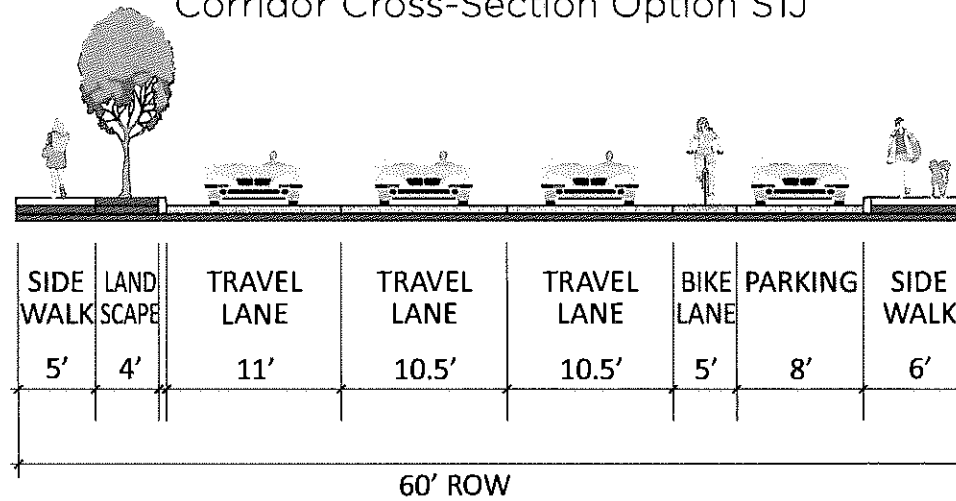 Corridor Cross-Section Option S1J
SIDE WALK
5'
LAND SCAPE
4'
TRAVEL LANE
11'
TRAVEL LANE
10.5'
TRAVEL LANE
10.5'
BIKE LANE
5'
PARKING
8'
SIDE WALK
6'
60' ROW